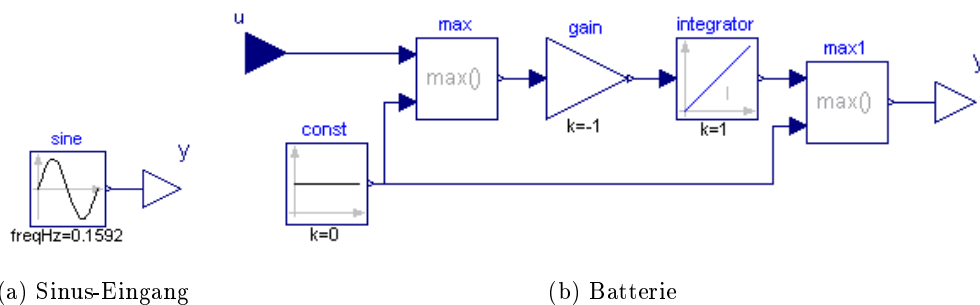 u
max
gain
integrator
max1
y
max()
I
max()
k=-1
k=1
const
sine
y
k=0
freqHz=0.1592
(a) Sinus-Eingang
(b) Batterie